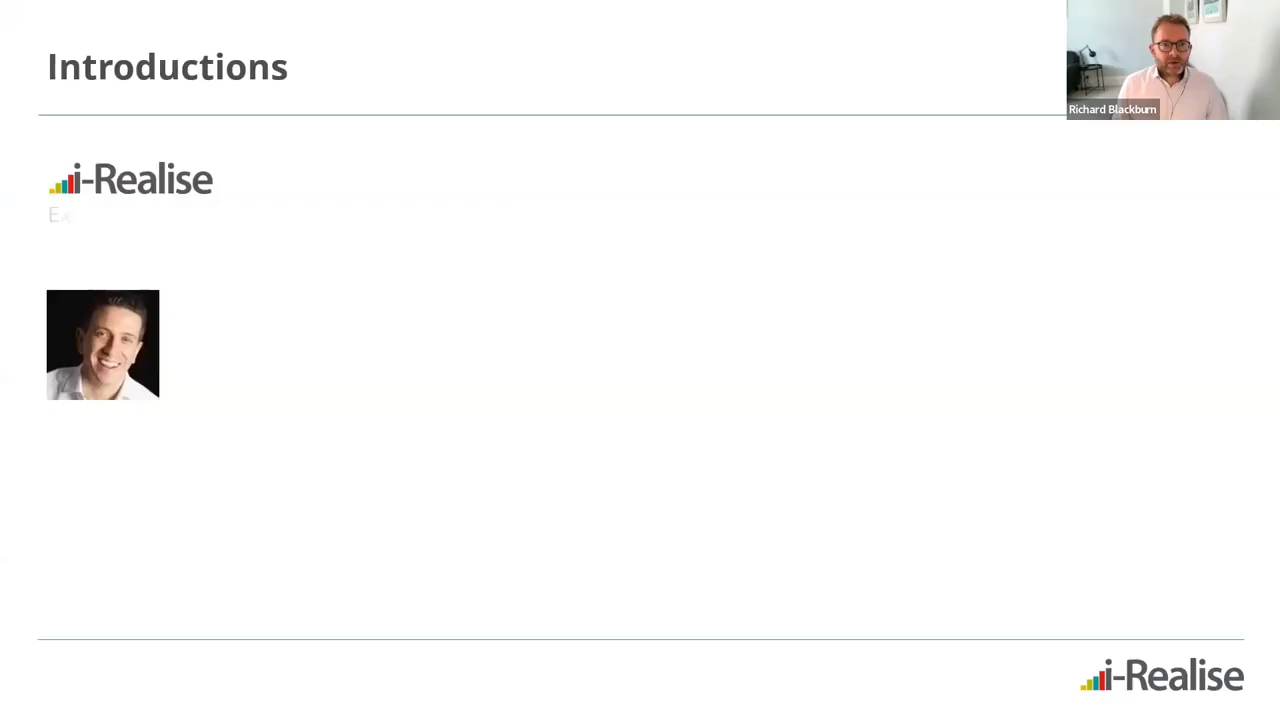 Introductions
Richard Blackburn
i-Realise
i-Realise